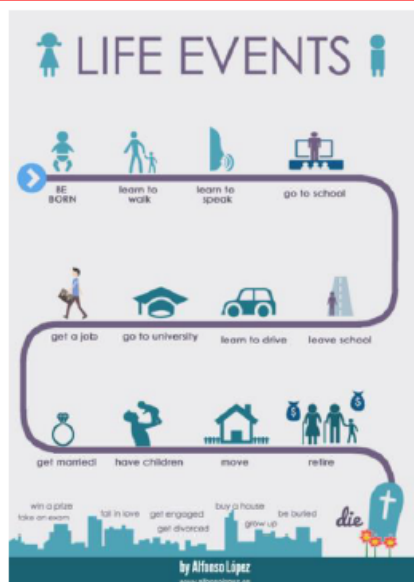 LIFE EVENTS
BE
BORN
learn to
walk
learn to
speak
go to school
get a job
go to university
learn to drive
leave school
get married!
have children
move
retire
win a prize
take an exam
fall in love
get engaged
get divorced
buy a house
grow up
be buried
die
by Alfonso López